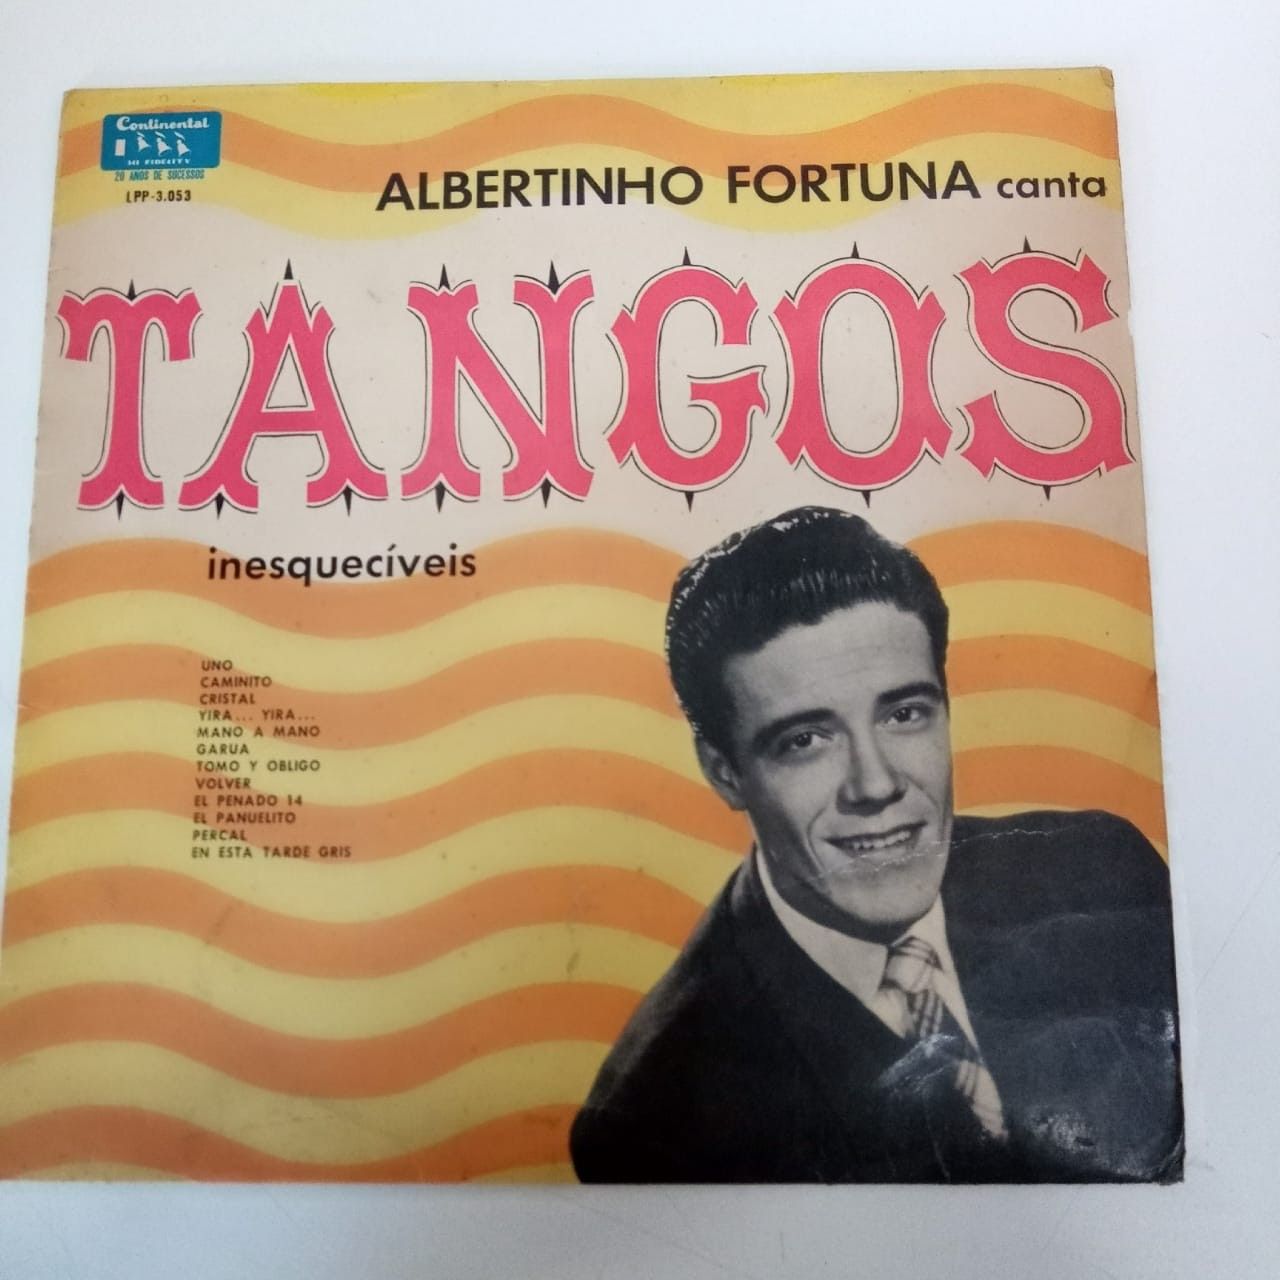 Continental
HI FIDELITY
20 ANOS DE SUCESSOS
LPP-3.053
ALBERTINHO FORTUNA canta
TANGOS
inesquecíveis
UNO
CAMINITO
CRISTAL
YIRA... YIRA...
MANO A MANO
GARUA
TOMO Y OBLIGO
VOLVER
EL PENADO 14
EL PANUELITO
PERCAL
EN ESTA TARDE GRIS